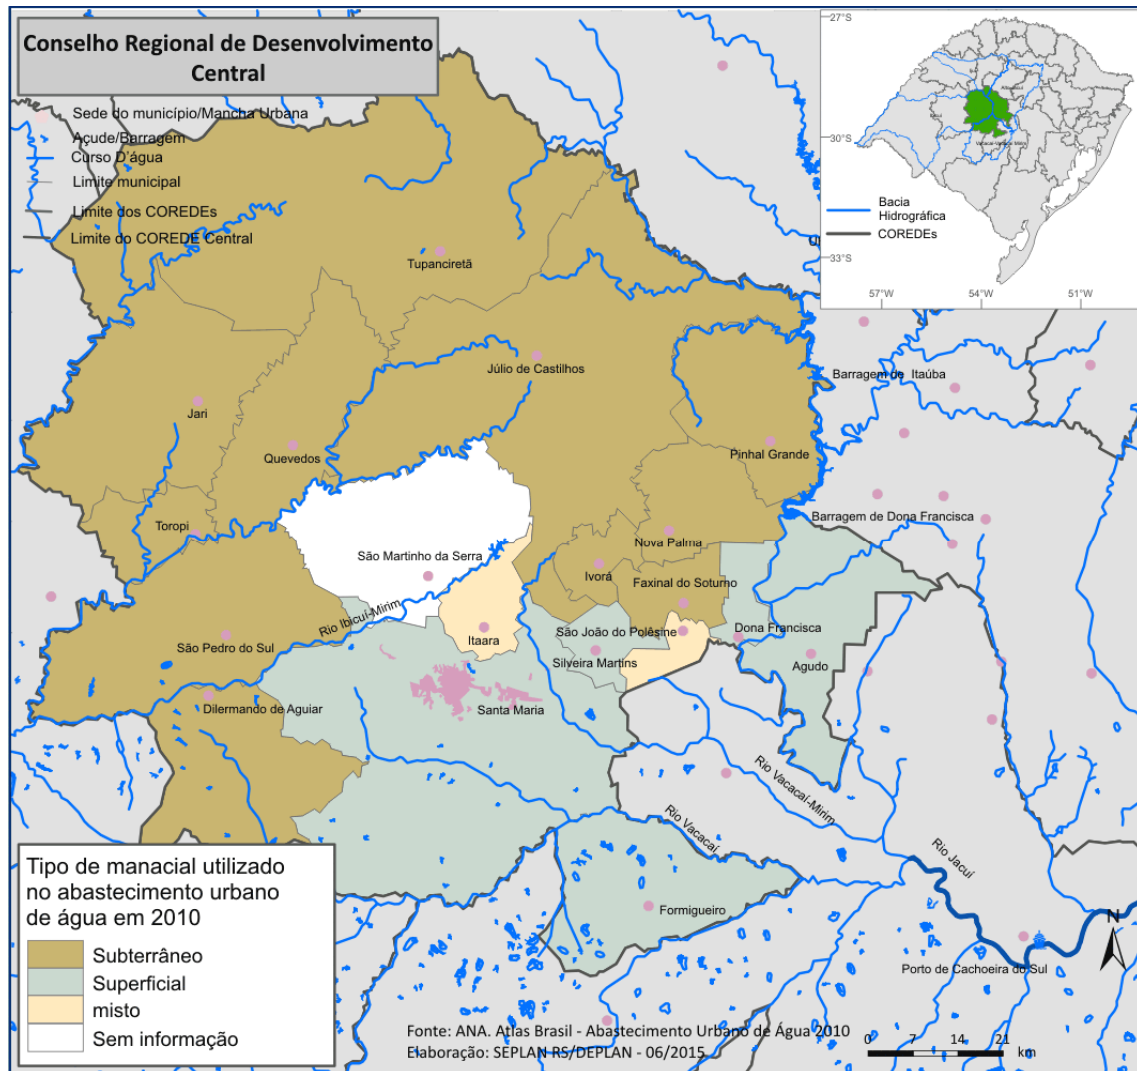 Conselho Regional de Desenvolvimento
Central
Sede do município/Mancha Urbana
Açude/Barragem
Curso D'água
Limite municipal
Limite dos COREDEs
Limite do COREDE Central
27°S
30°S
33°S
57°W
54°W
51°W
Bacia
Hidrográfica
COREDEs
Tupanciretã
Júlio de Castilhos
Barragem de Itaúba
Jari
Quevedos
Pinhal Grande
Toropi
Barragem de Dona Francisca
Nova Palma
São Martinho da Serra
Ivorá
Faxinal do Soturno
Rio Ibicuí-Mirim
Itaara
São João do Polêsine
Dona Francisca
São Pedro do Sul
Silveira Martins
Agudo
Dilermando de Aguiar
Santa Maria
Rio Vacacaí-Mirim
Rio Vacacaí
Rio Jacuí
Formigueiro
N
Porto de Cachoeira do Sul
Tipo de manacial utilizado
no abastecimento urbano
de água em 2010
Subterrâneo
Superficial
misto
Sem informação
Fonte: ANA. Atlas Brasil - Abastecimento Urbano de Água 2010
Elaboração: SEPLAN RS/DEPLAN - 06/2015
0 7 14 21
km